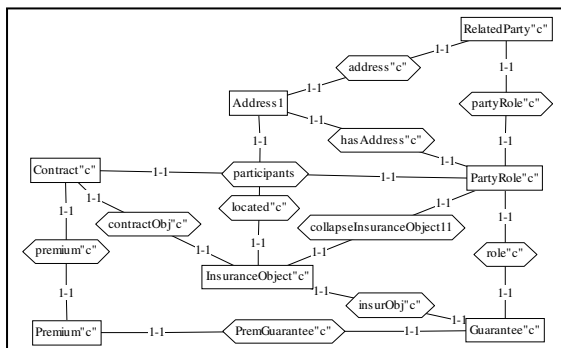 RelatedParty"c"
1-1
1-1
address"c"
Address1
1-1
partyRole"c"
1-1
1-1
hasAddress"c"
1-1
1-1
1-1
Contract"c"
1-1
participants
1-1
PartyRole"c"
1-1
1-1
located"c"
1-1
1-1
contractObj"c"
collapseInsuranceObject11
premium"c"
1-1
1-1
1-1
role"c"
InsuranceObject"c"
1-1
1-1
insurObj"c"
1-1
1-1
Premium"c"
1-1
PremGuarantee"c"
1-1
Guarantee"c"